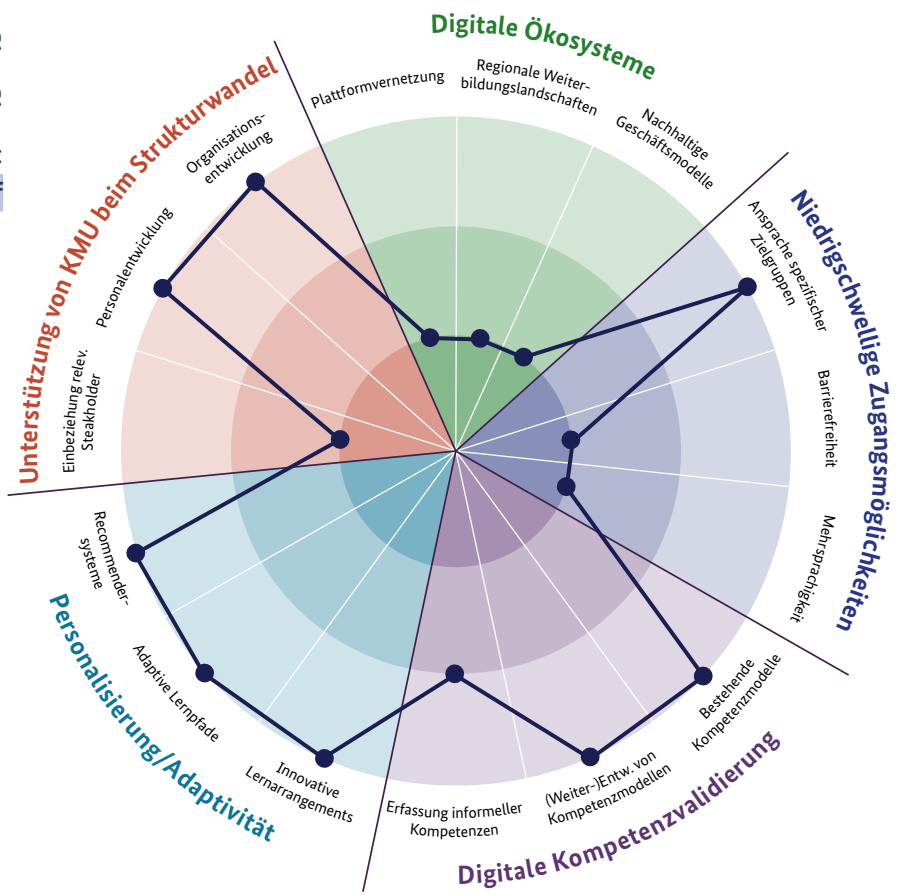 Digitale Ökosysteme
Plattformvernetzung
Regionale Weiter-
bildungslandschaften
Nachhaltige
Geschäftsmodelle
Niedrigschwellige Zugangsmöglichkeiten
Ansprache spezifischer
Zielgruppen
Barrierefreiheit
Mehrsprachigkeit
Digitale Kompetenzvalidierung
Bestehende
Kompetenzmodelle
(Weiter-)Entw. von
Kompetenzmodellen
Erfassung informeller
Kompetenzen
Personalisierung/Adaptivität
Innovative
Lernarrangements
Adaptive Lernpfade
Recommender-
systeme
Unterstützung von KMU beim Strukturwandel
Einbeziehung relev.
Steakholder
Personalentwicklung
Organisations-
entwicklung